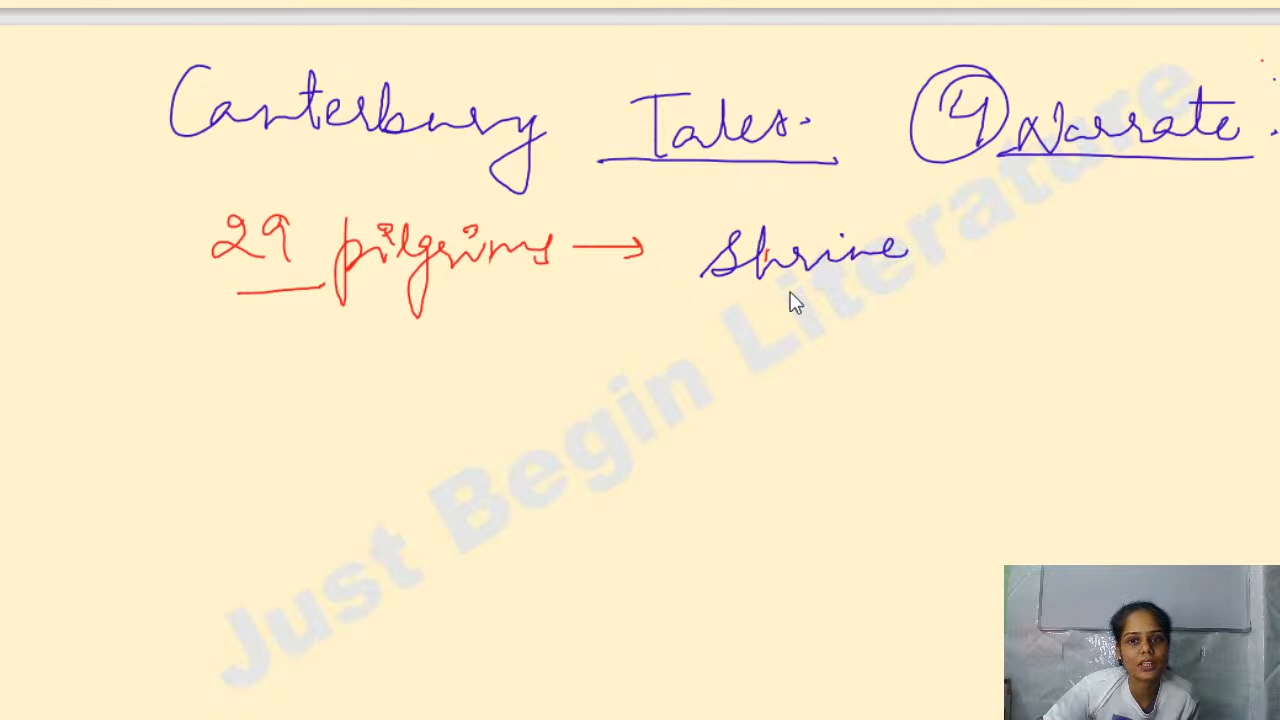 Canterbury Tales. 4 Narrate.
29 pilgrims → Shrine
Just Begin Literature